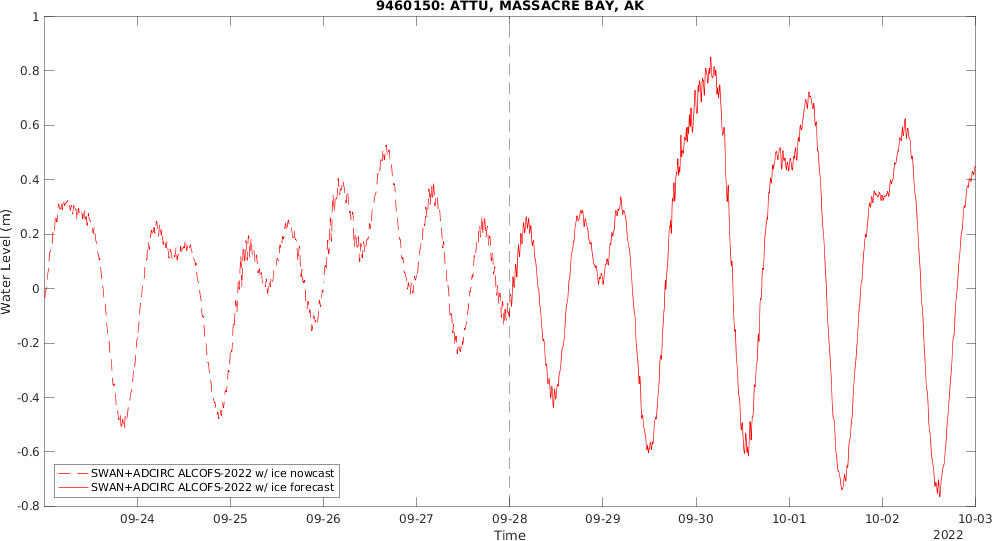 9460150: ATTU, MASSACRE BAY, AK
Water Level (m)
1
0.8
0.6
0.4
0.2
0
-0.2
-0.4
-0.6
-0.8
SWAN+ADCIRC ALCOFS-2022 w/ ice nowcast
SWAN+ADCIRC ALCOFS-2022 w/ ice forecast
09-24 09-25 09-26 09-27 09-28 09-29 09-30 10-01 10-02 10-03
Time
2022